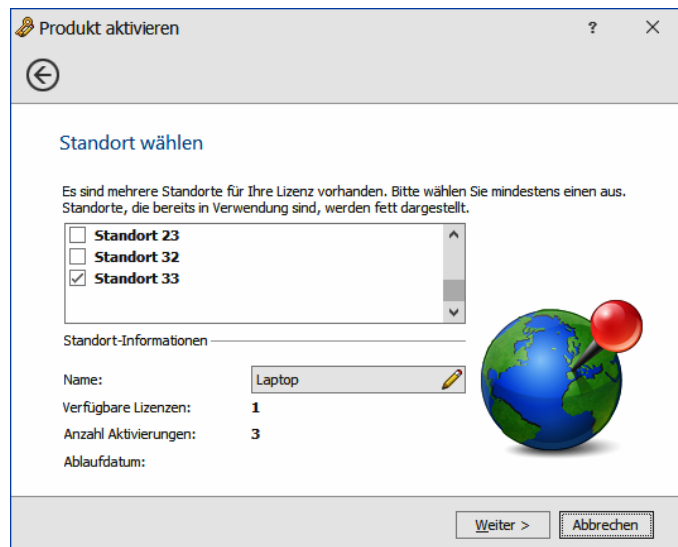 Produkt aktivieren
?
Standort wählen
Es sind mehrere Standorte für Ihre Lizenz vorhanden. Bitte wählen Sie mindestens einen aus.
Standorte, die bereits in Verwendung sind, werden fett dargestellt.
Standort 23
Standort 32
Standort 33
Standort-Informationen
Name: Laptop
Verfügbare Lizenzen: 1
Anzahl Aktivierungen: 3
Ablaufdatum:
Weiter > Abbrechen